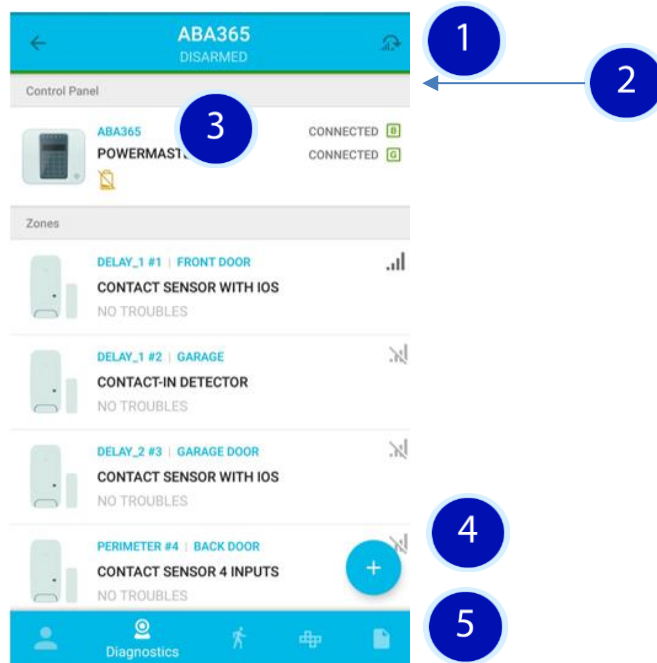 ABA365
DISARMED
1
2
Control Panel
3
ABA365
CONNECTED B
CONNECTED G
Zones
DELAY_1 #1 | FRONT DOOR
CONTACT SENSOR WITH IOS
NO TROUBLES
DELAY_1 #2 | GARAGE
CONTACT-IN DETECTOR
NO TROUBLES
DELAY_2 #3 | GARAGE DOOR
CONTACT SENSOR WITH IOS
NO TROUBLES
PERIMETER #4 | BACK DOOR
CONTACT SENSOR 4 INPUTS
NO TROUBLES
+
4
Diagnostics
5